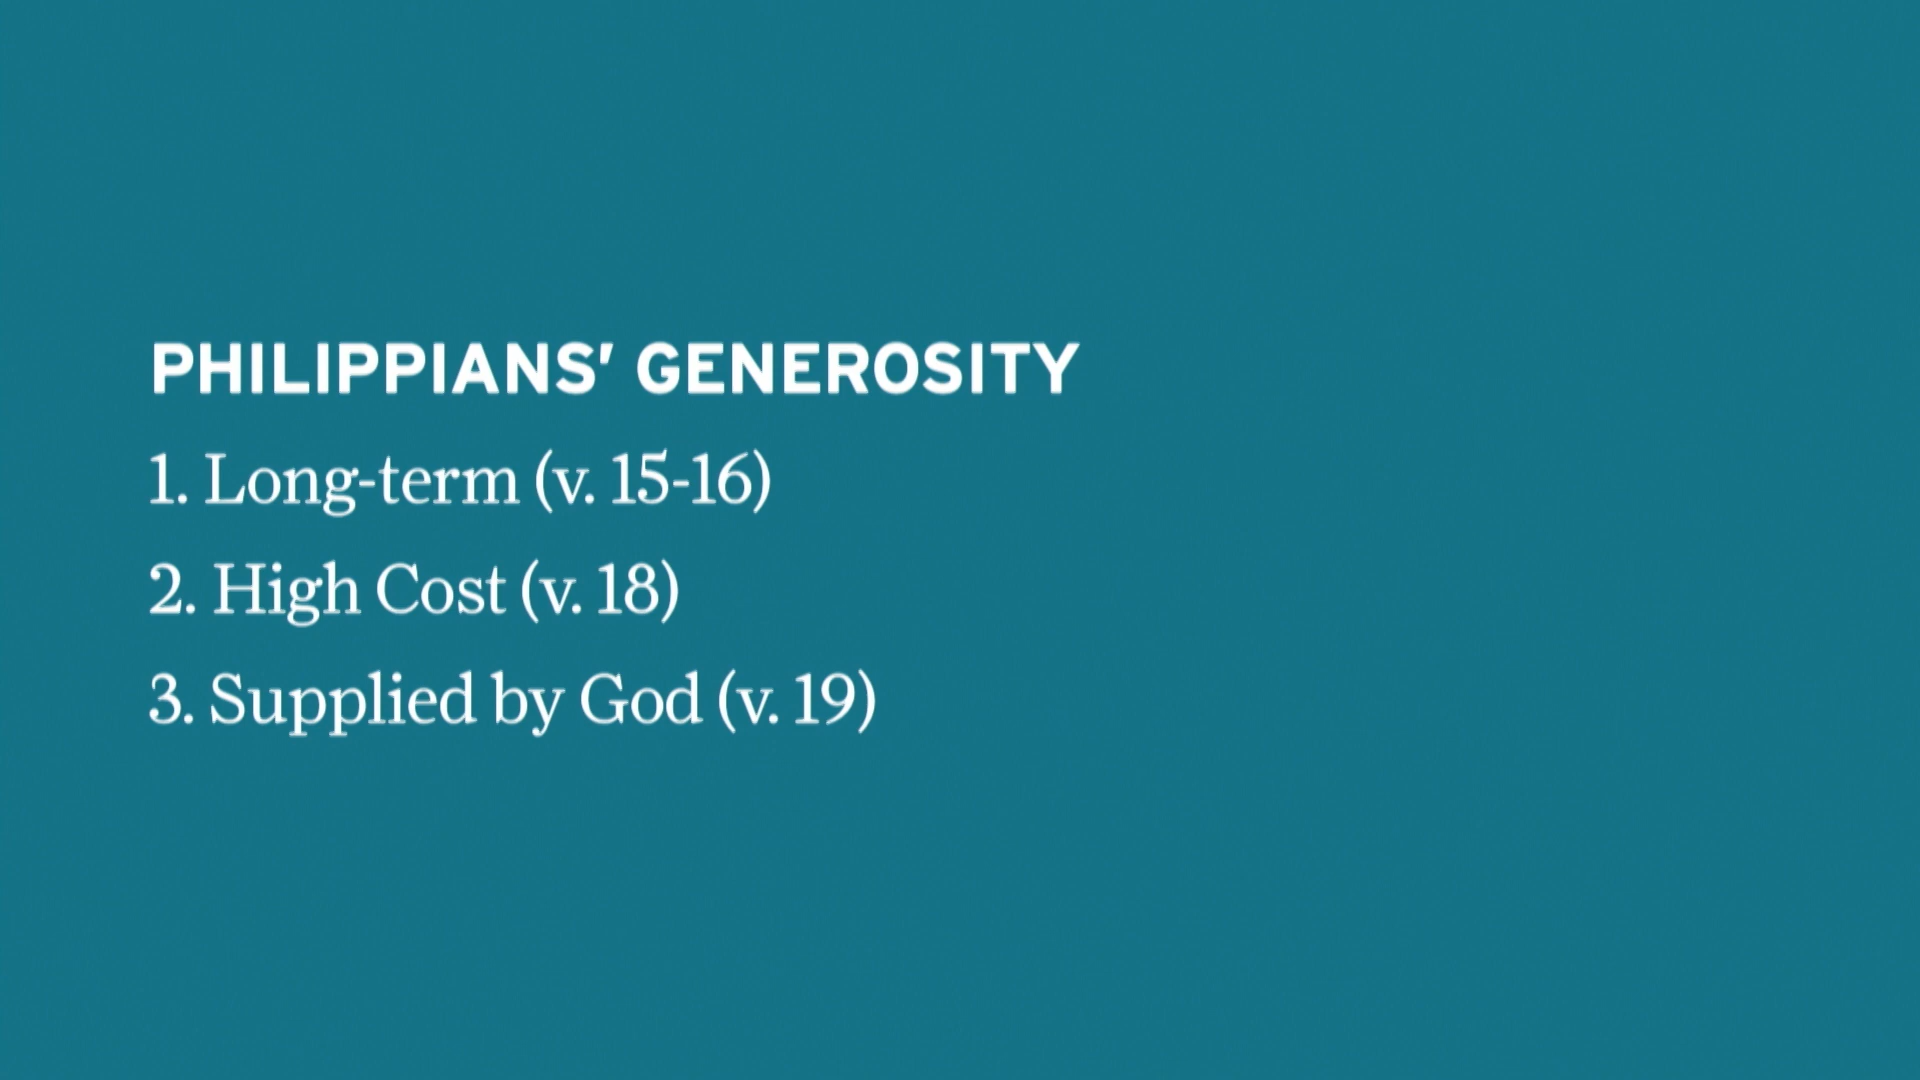 PHILIPPIANS' GENEROSITY
1. Long-term (v. 15-16)
2. High Cost (v. 18)
3. Supplied by God (v. 19)